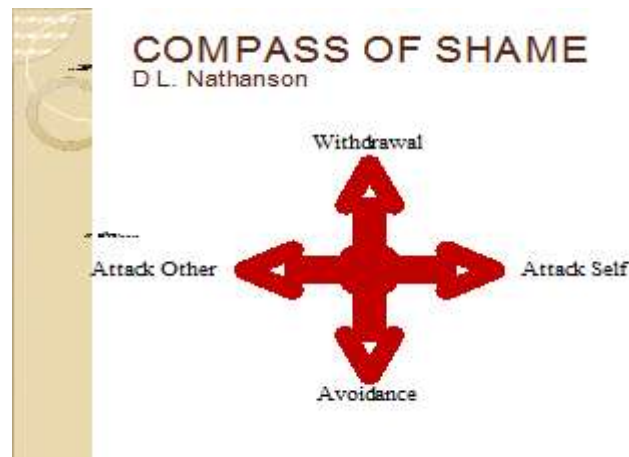 COMPASS OF SHAME
D L. Nathanson
Withdrawal
Attack Other
Attack Self
Avoidance